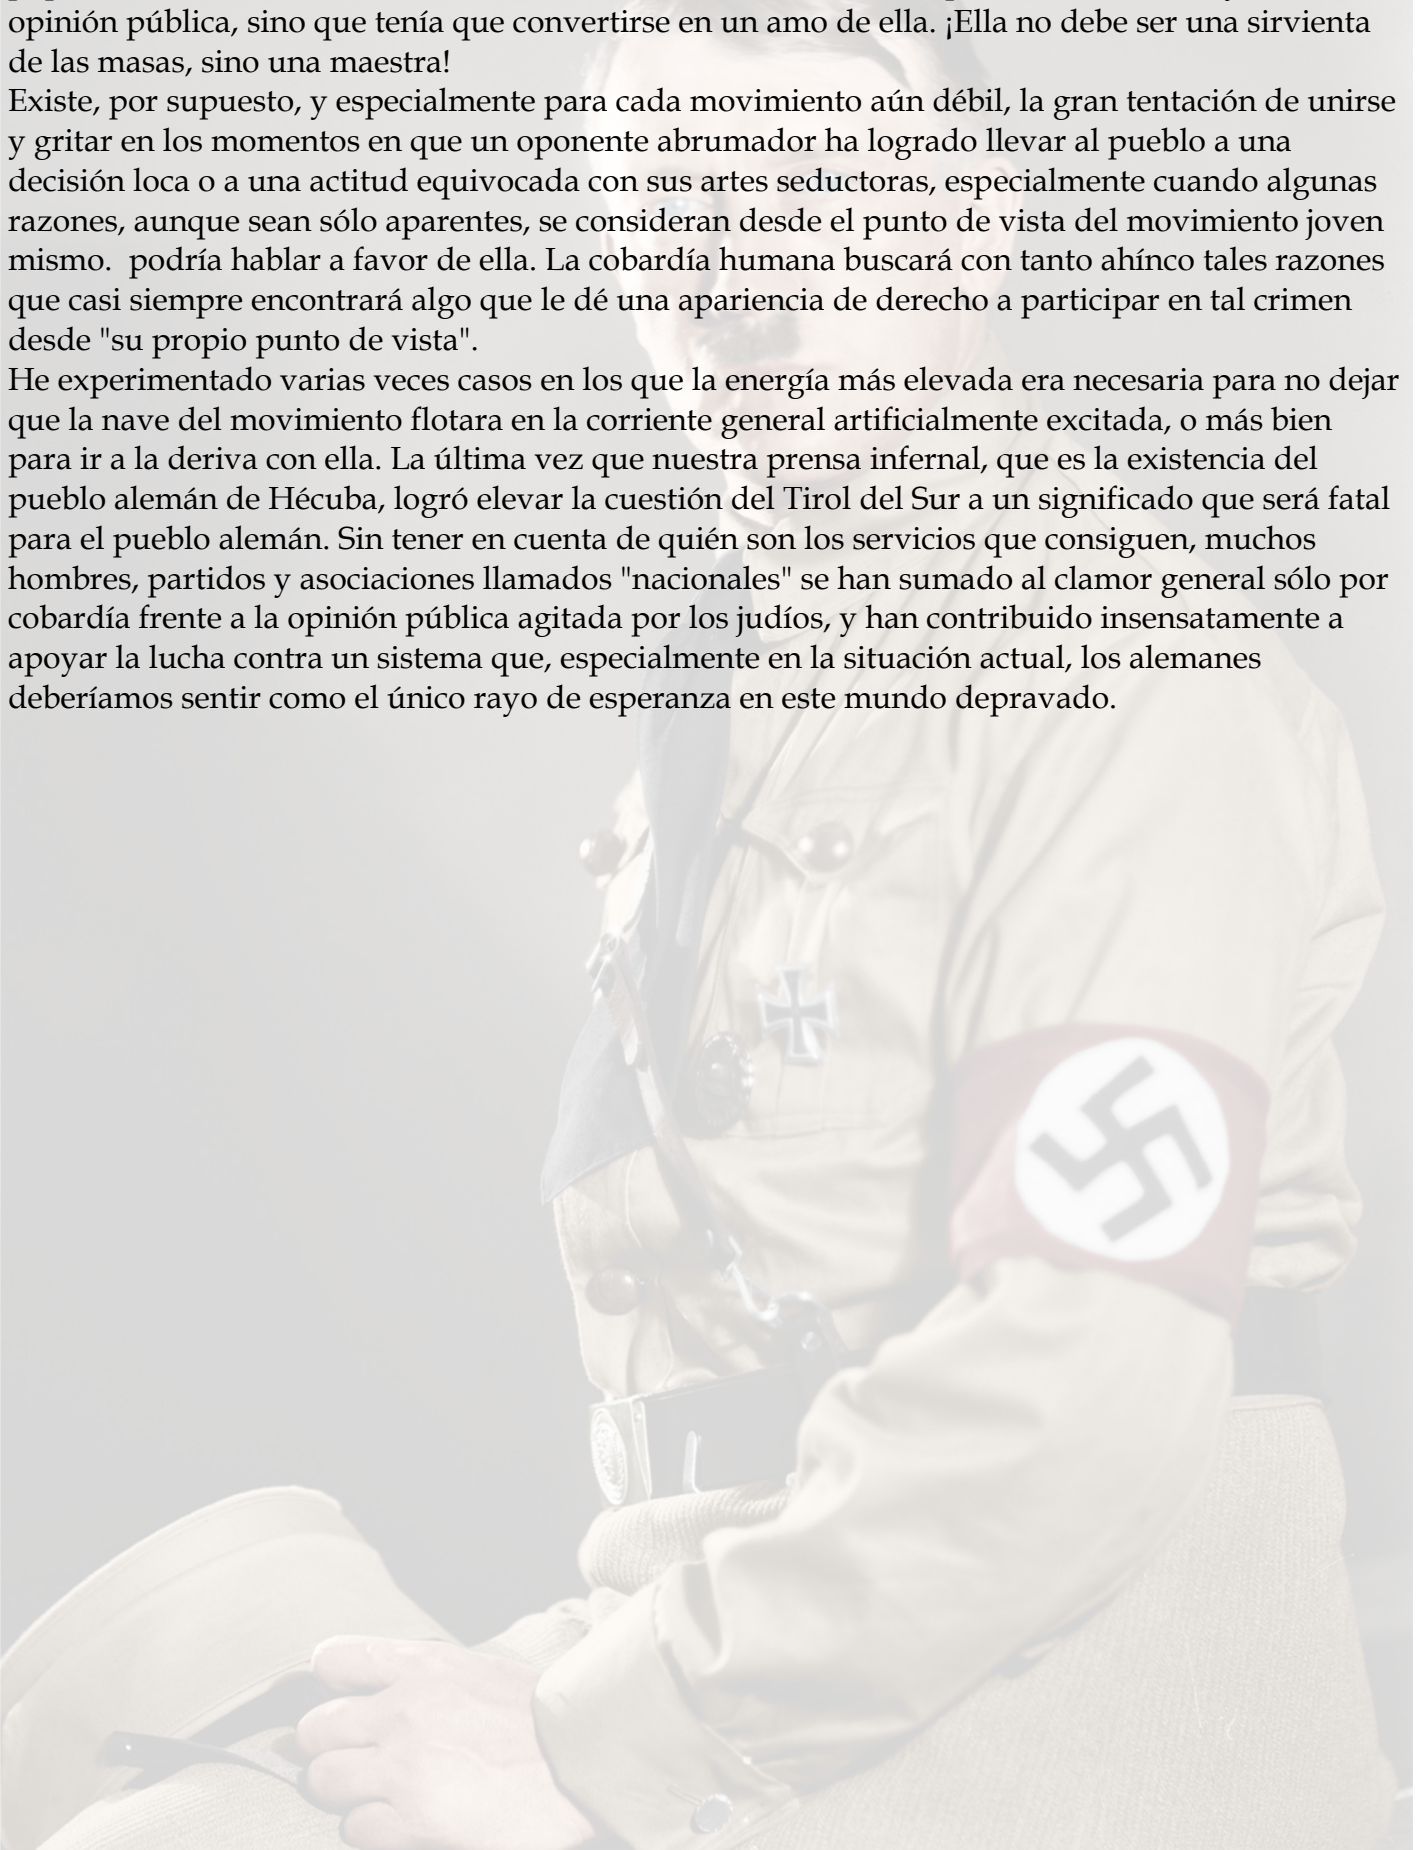 opinión pública, sino que tenía que convertirse en un amo de ella. ¡Ella no debe ser una sirvienta
de las masas, sino una maestra!
Existe, por supuesto, y especialmente para cada movimiento aún débil, la gran tentación de unirse
y gritar en los momentos en que un oponente abrumador ha logrado llevar al pueblo a una
decisión loca o a una actitud equivocada con sus artes seductoras, especialmente cuando algunas
razones, aunque sean sólo aparentes, se consideran desde el punto de vista del movimiento joven
mismo.  podría hablar a favor de ella. La cobardía humana buscará con tanto ahínco tales razones
que casi siempre encontrará algo que le dé una apariencia de derecho a participar en tal crimen
desde "su propio punto de vista".
He experimentado varias veces casos en los que la energía más elevada era necesaria para no dejar
que la nave del movimiento flotara en la corriente general artificialmente excitada, o más bien
para ir a la deriva con ella. La última vez que nuestra prensa infernal, que es la existencia del
pueblo alemán de Hécuba, logró elevar la cuestión del Tirol del Sur a un significado que será fatal
para el pueblo alemán. Sin tener en cuenta de quién son los servicios que consiguen, muchos
hombres, partidos y asociaciones llamados "nacionales" se han sumado al clamor general sólo por
cobardía frente a la opinión pública agitada por los judíos, y han contribuido insensatamente a
apoyar la lucha contra un sistema que, especialmente en la situación actual, los alemanes
deberíamos sentir como el único rayo de esperanza en este mundo depravado.